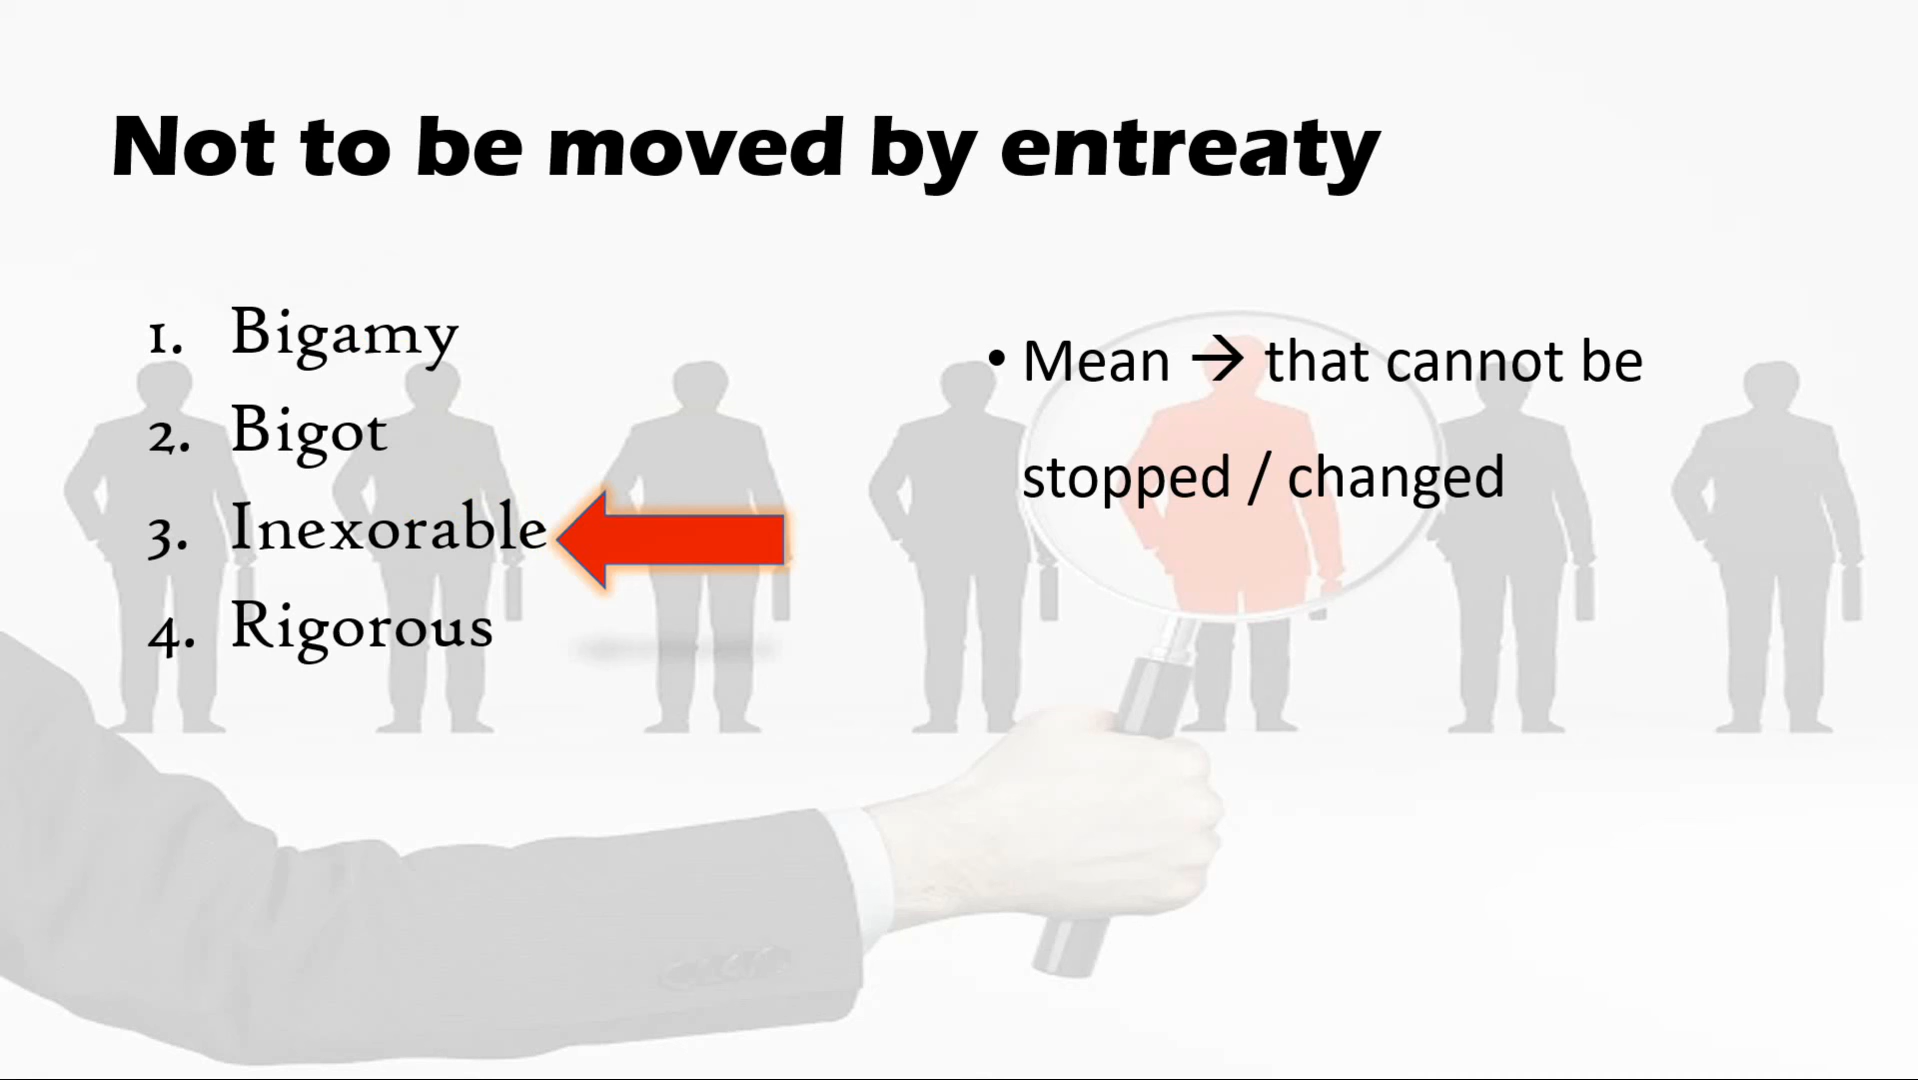 Not to be moved by entreaty
1. Bigamy
2. Bigot
3. Inexorable
4. Rigorous
• Mean → that cannot be
stopped / changed